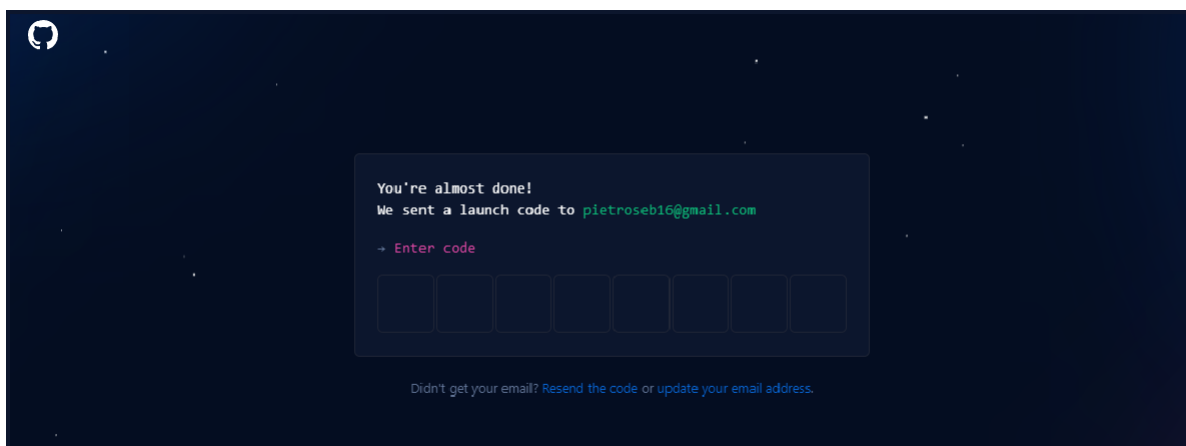 You're almost done!
We sent a launch code to pietroseb16@gmail.com
→ Enter code
Didn't get your email? Resend the code or update your email address.